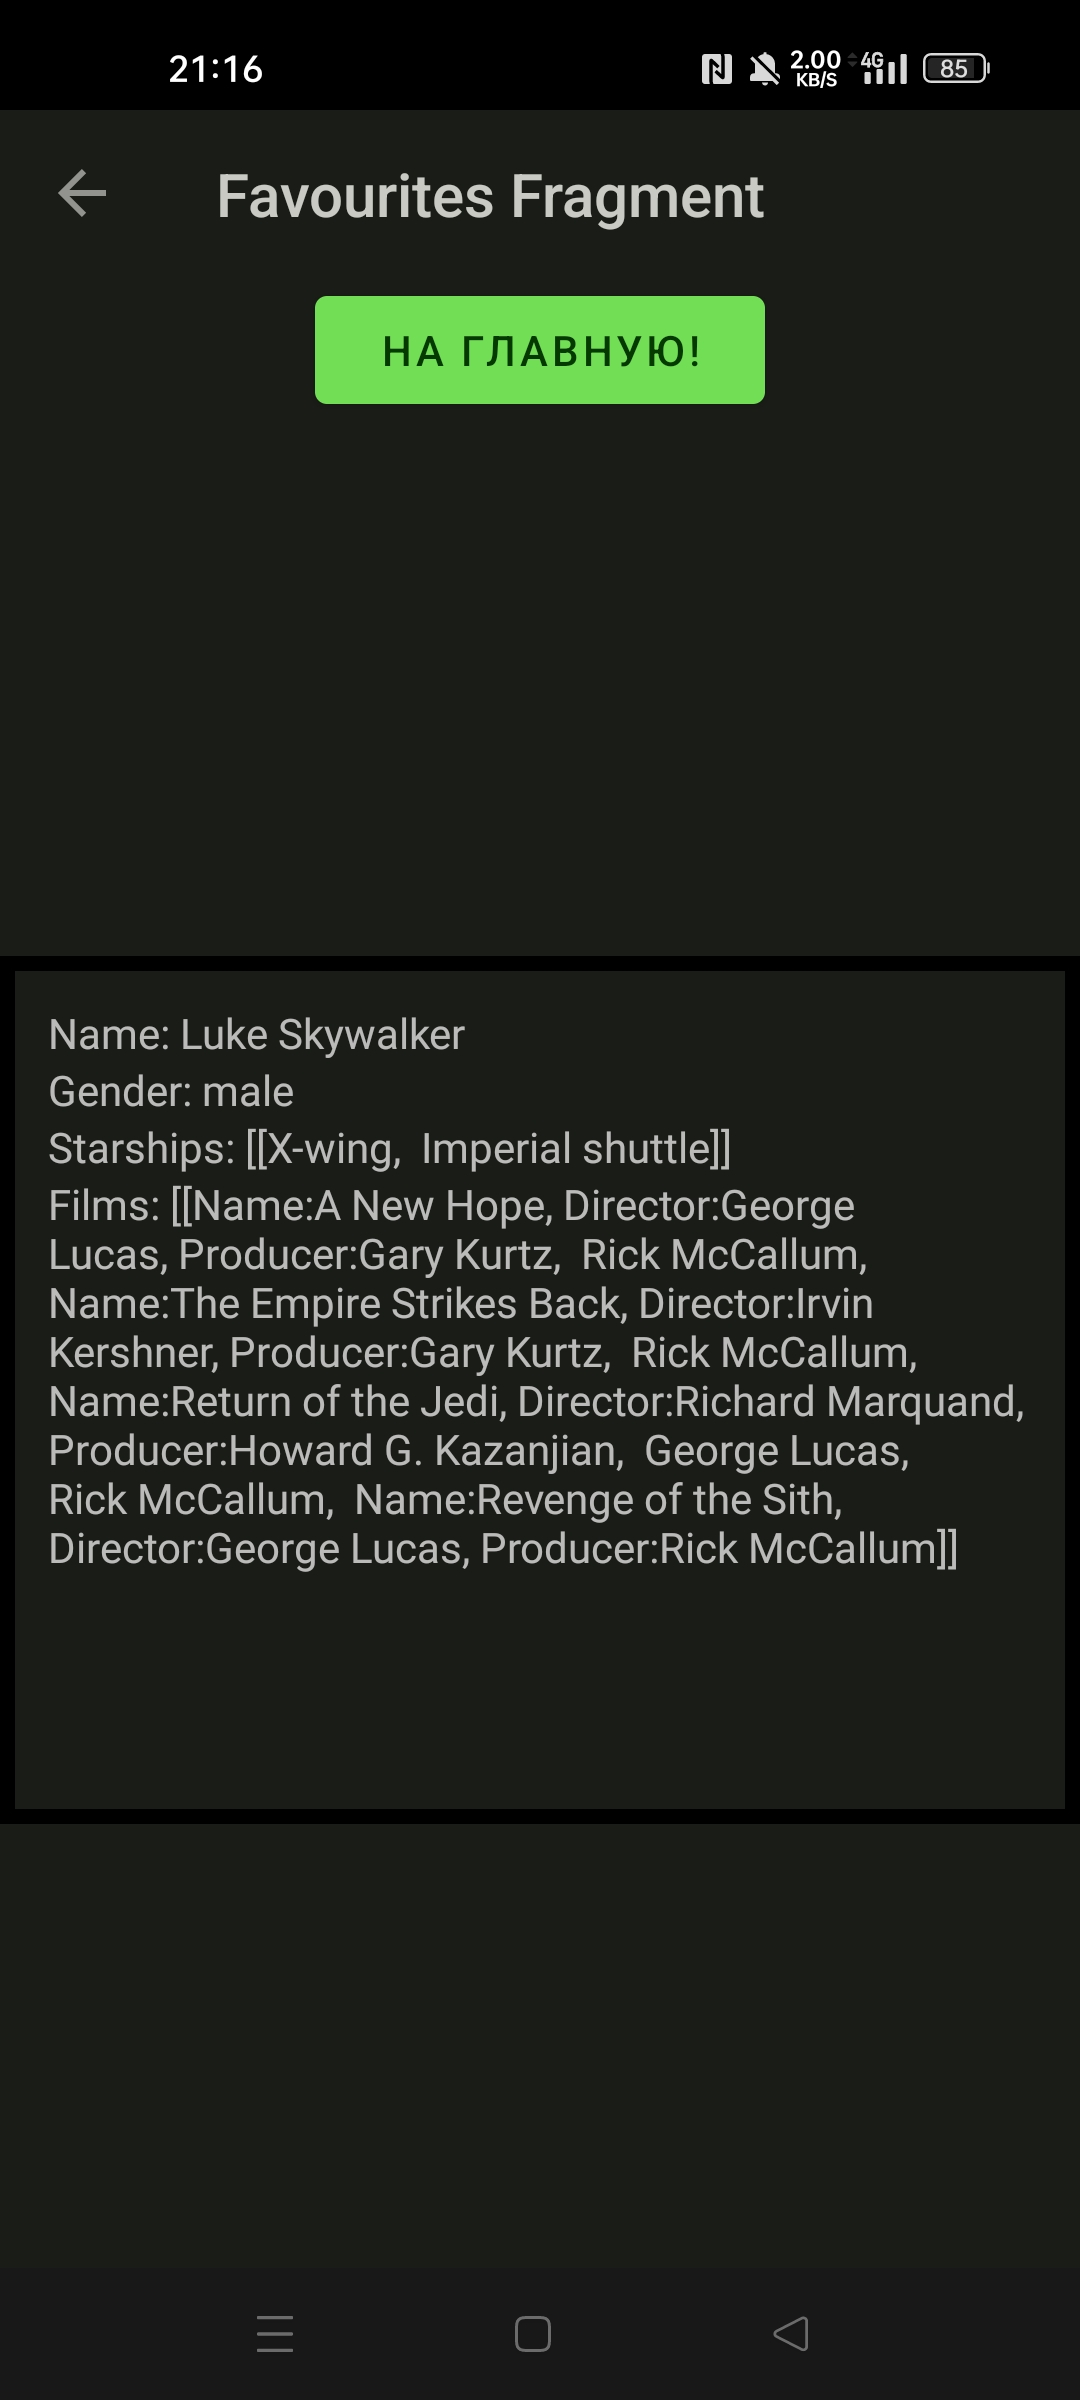 21:16
2.00
KB/S
4G
85
Favourites Fragment
НА ГЛАВНУЮ!
Name: Luke Skywalker
Gender: male
Starships: [[X-wing,  Imperial shuttle]]
Films: [[Name:A New Hope, Director:George
Lucas, Producer:Gary Kurtz,  Rick McCallum,
Name:The Empire Strikes Back, Director:Irvin
Kershner, Producer:Gary Kurtz,  Rick McCallum,
Name:Return of the Jedi, Director:Richard Marquand,
Producer:Howard G. Kazanjian,  George Lucas,
Rick McCallum,  Name:Revenge of the Sith,
Director:George Lucas, Producer:Rick McCallum]]